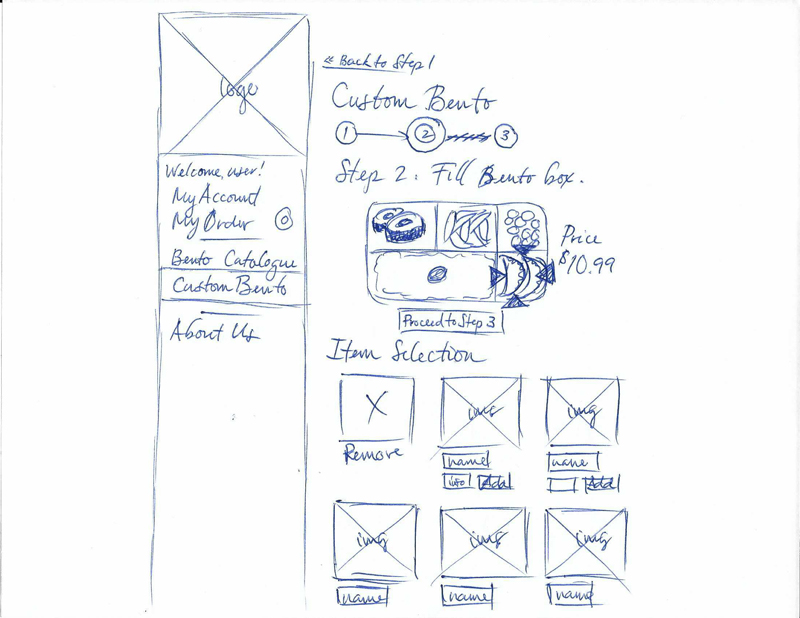 loge
Welcome, user!
My Account
My Order 0
Bento Catalogue
Custom Bento
About Us
« Back to Step 1
Custom Bento
1 2 3
Step 2: Fill Bento box.
Price
$10.99
Proceed to Step 3
Item Selection
X img img
Remove
name name
info Add Add
img img img
name name name